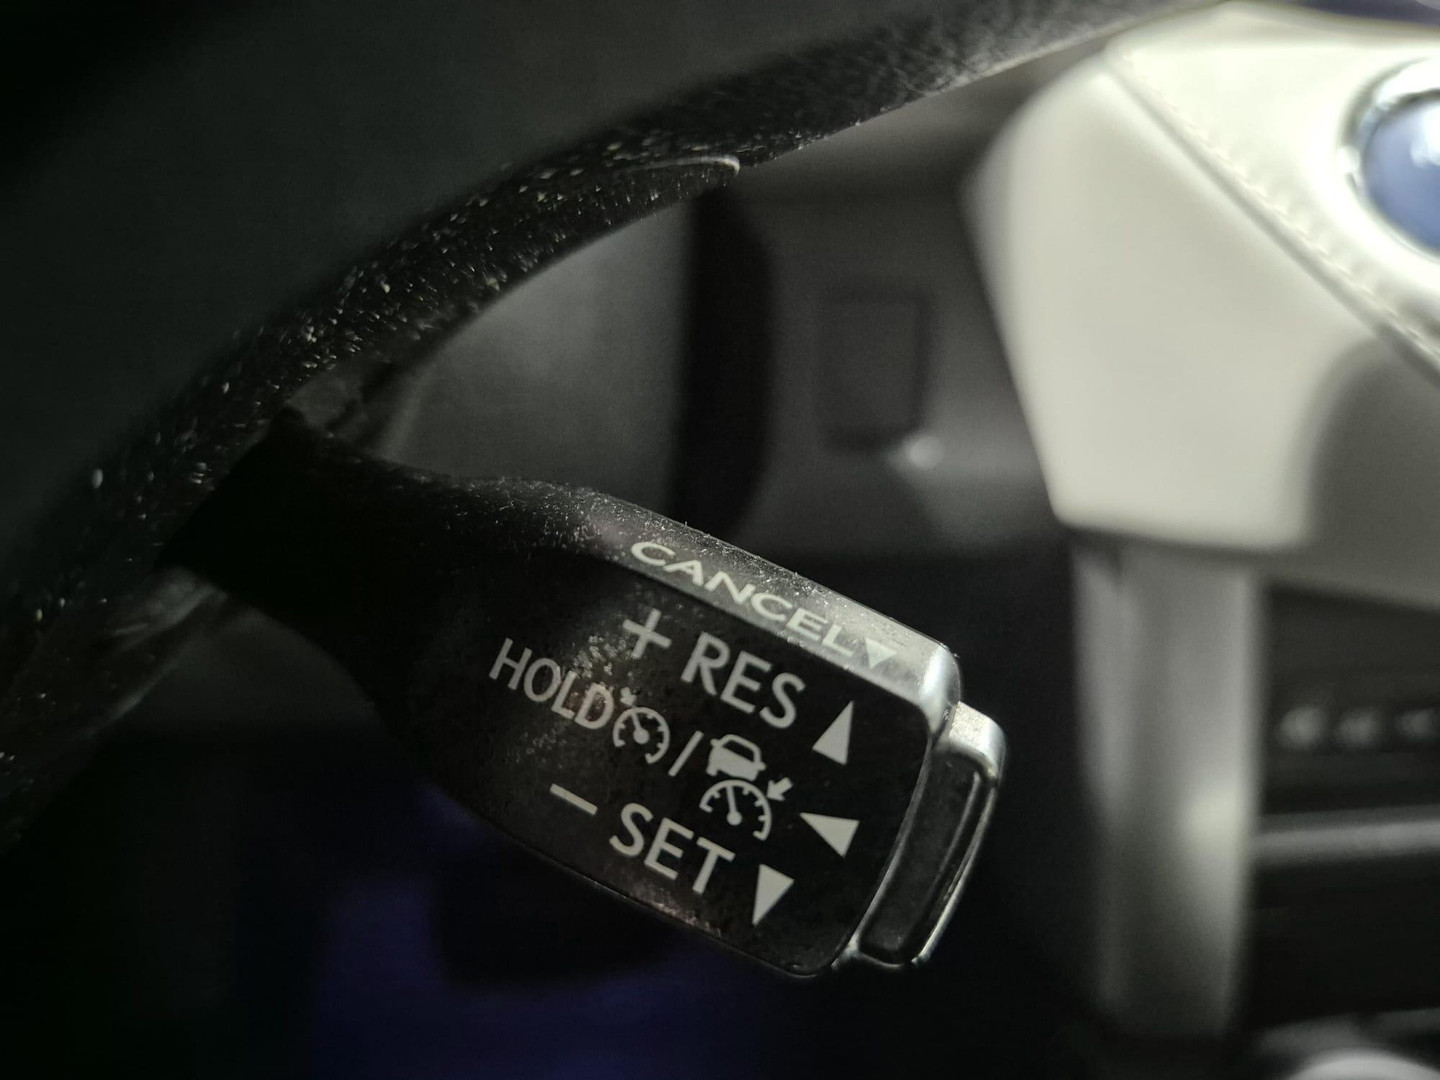 CANCEL▼
+ RES ▲
HOLD /
− SET ▼